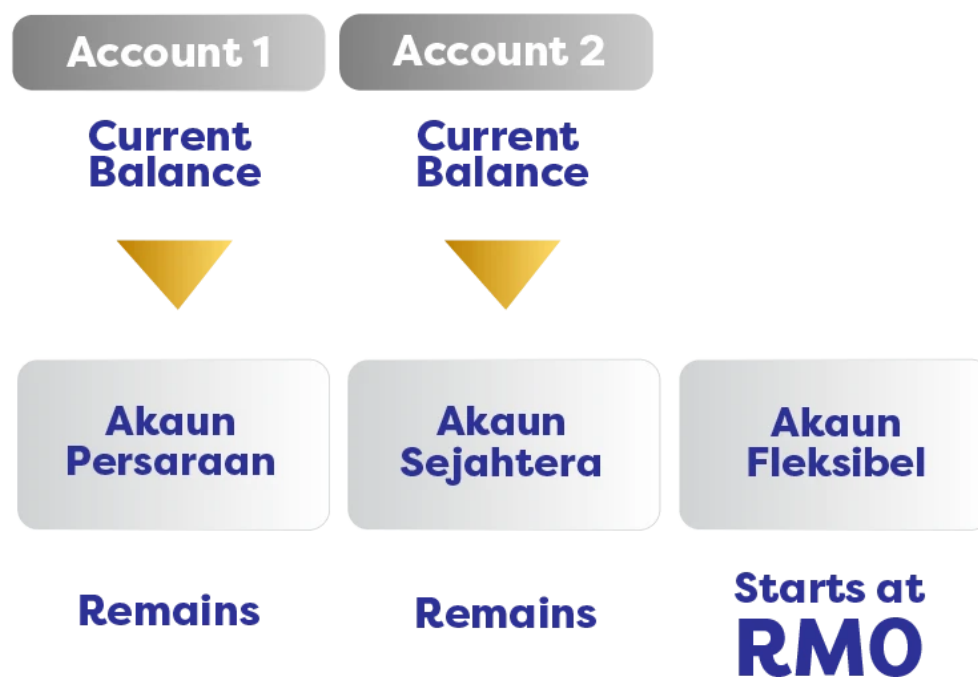 Account 1
Account 2
Current
Balance
Current
Balance
Akaun
Persaraan
Akaun
Sejahtera
Akaun
Fleksibel
Remains
Remains
Starts at
RM0